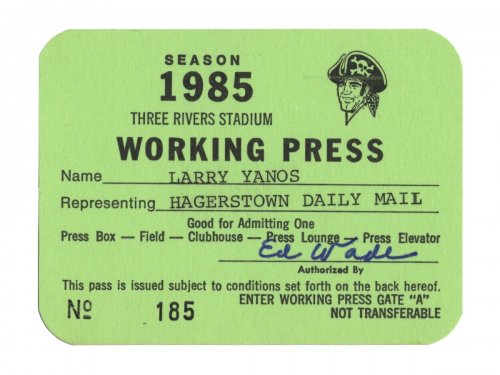 SEASON
1985
THREE RIVERS STADIUM
WORKING PRESS
Name LARRY YANOS
Representing HAGERSTOWN DAILY MAIL
Good for Admitting One
Press Box — Field — Clubhouse — Press Lounge — Press Elevator
Ed Wade
Authorized By
This pass is issued subject to conditions set forth on the back hereof.
ENTER WORKING PRESS GATE "A"
No 185 NOT TRANSFERABLE